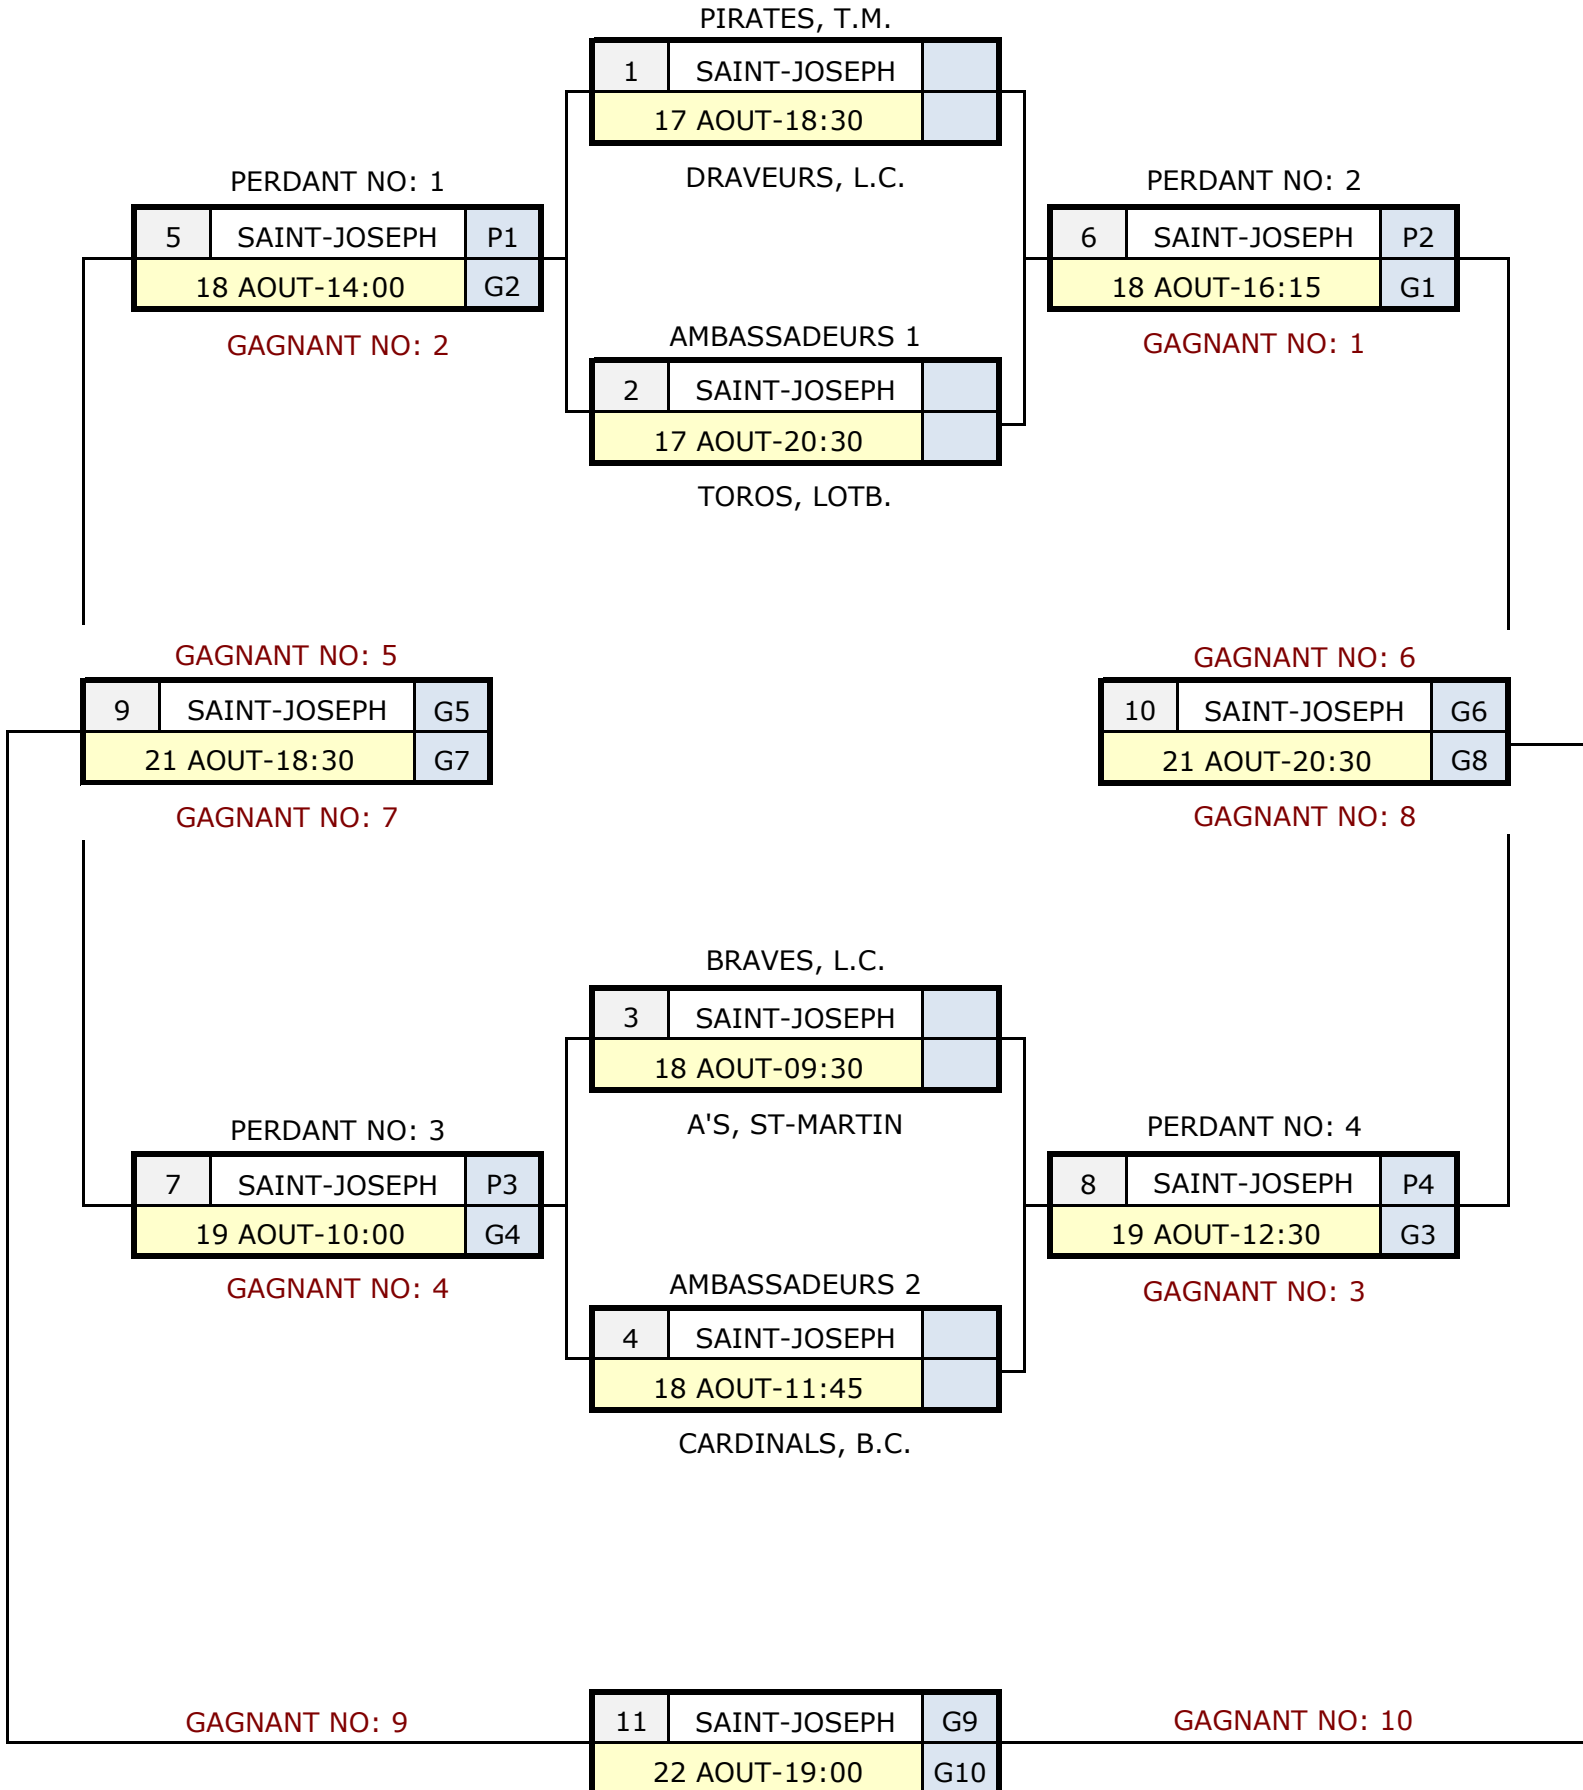 PIRATES, T.M.
1 SAINT-JOSEPH
17 AOUT-18:30
DRAVEURS, L.C.
PERDANT NO: 1
5 SAINT-JOSEPH P1
18 AOUT-14:00 G2
GAGNANT NO: 2
PERDANT NO: 2
6 SAINT-JOSEPH P2
18 AOUT-16:15 G1
GAGNANT NO: 1
AMBASSADEURS 1
2 SAINT-JOSEPH
17 AOUT-20:30
TOROS, LOTB.
GAGNANT NO: 5
9 SAINT-JOSEPH G5
21 AOUT-18:30 G7
GAGNANT NO: 7
GAGNANT NO: 6
10 SAINT-JOSEPH G6
21 AOUT-20:30 G8
GAGNANT NO: 8
BRAVES, L.C.
3 SAINT-JOSEPH
18 AOUT-09:30
A'S, ST-MARTIN
PERDANT NO: 3
7 SAINT-JOSEPH P3
19 AOUT-10:00 G4
GAGNANT NO: 4
PERDANT NO: 4
8 SAINT-JOSEPH P4
19 AOUT-12:30 G3
GAGNANT NO: 3
AMBASSADEURS 2
4 SAINT-JOSEPH
18 AOUT-11:45
CARDINALS, B.C.
GAGNANT NO: 9
11 SAINT-JOSEPH G9
22 AOUT-19:00 G10
GAGNANT NO: 10